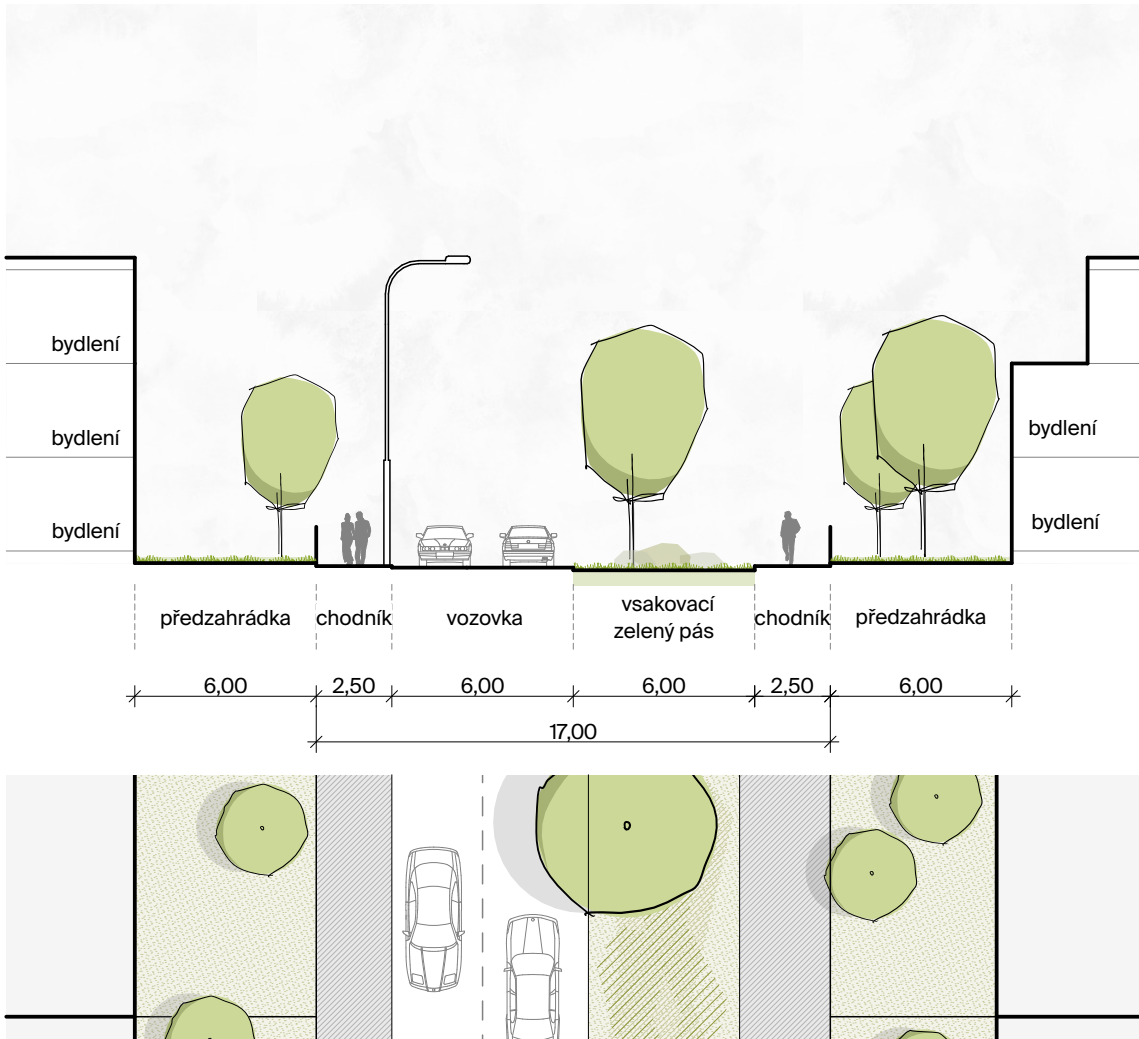 bydlení
bydlení
bydlení
bydlení
bydlení
předzahrádka
chodník
vozovka
vsakovací
zelený pás
chodník
předzahrádka
6,00
2,50
6,00
6,00
2,50
6,00
17,00